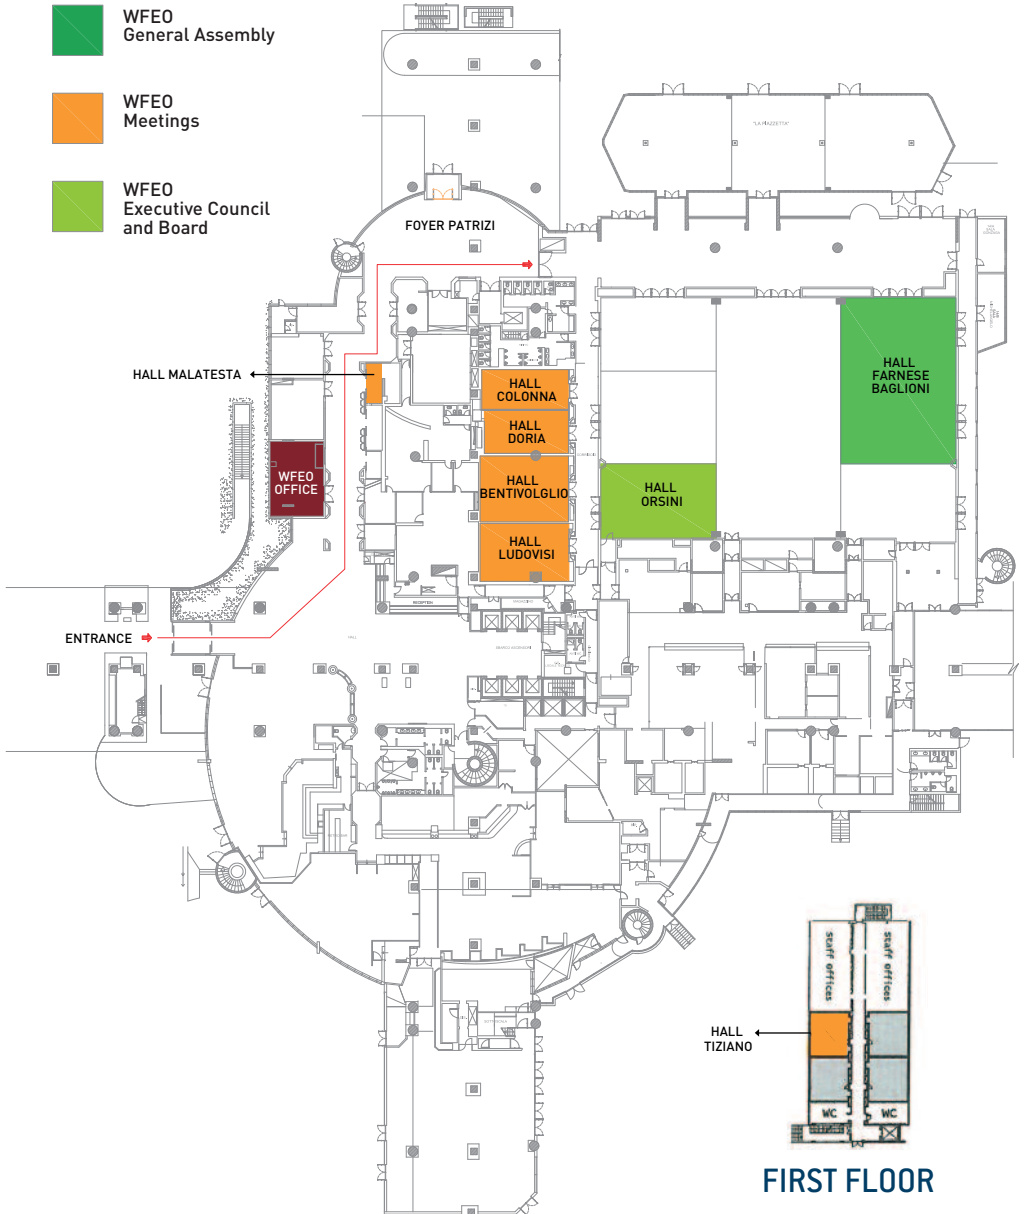 WFEO
General Assembly
WFEO
Meetings
WFEO
Executive Council
and Board
"LA PIAZZETTA"
FOYER PATRIZI
HALL MALATESTA
HALL
COLONNA
HALL
DORIA
HALL
BENTIVOLGLIO
HALL
LUDOVISI
HALL
FARNESE
BAGLIONI
HALL
ORSINI
WFEO
OFFICE
RECEPTION
ENTRANCE
HALL
Staff offices
Staff offices
HALL
TIZIANO
WC
WC
FIRST FLOOR